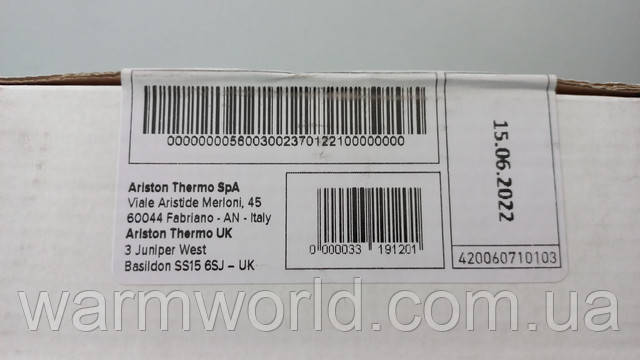 00000000056003002370122100000000
Ariston Thermo SpA
Viale Aristide Merloni, 45
60044 Fabriano - AN - Italy
Ariston Thermo UK
3 Juniper West
Basildon SS15 6SJ – UK
0 000033 191201
15.06.2022
420060710103
warmworld.com.ua